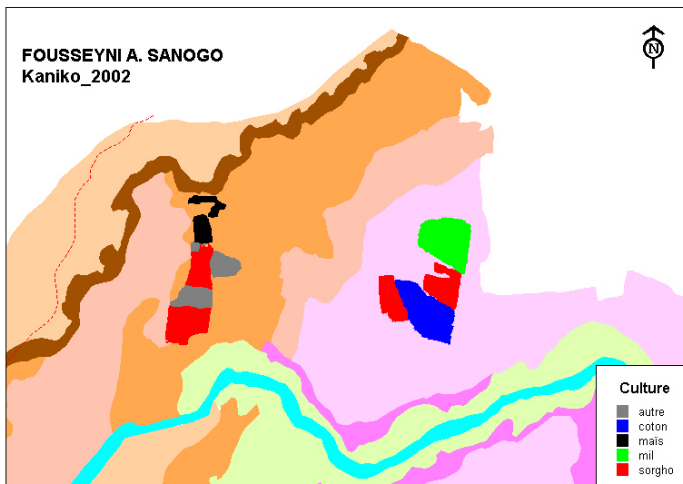 FOUSSEYNI A. SANOGO
Kaniko_2002
N
Culture
autre
coton
maïs
mil
sorgho